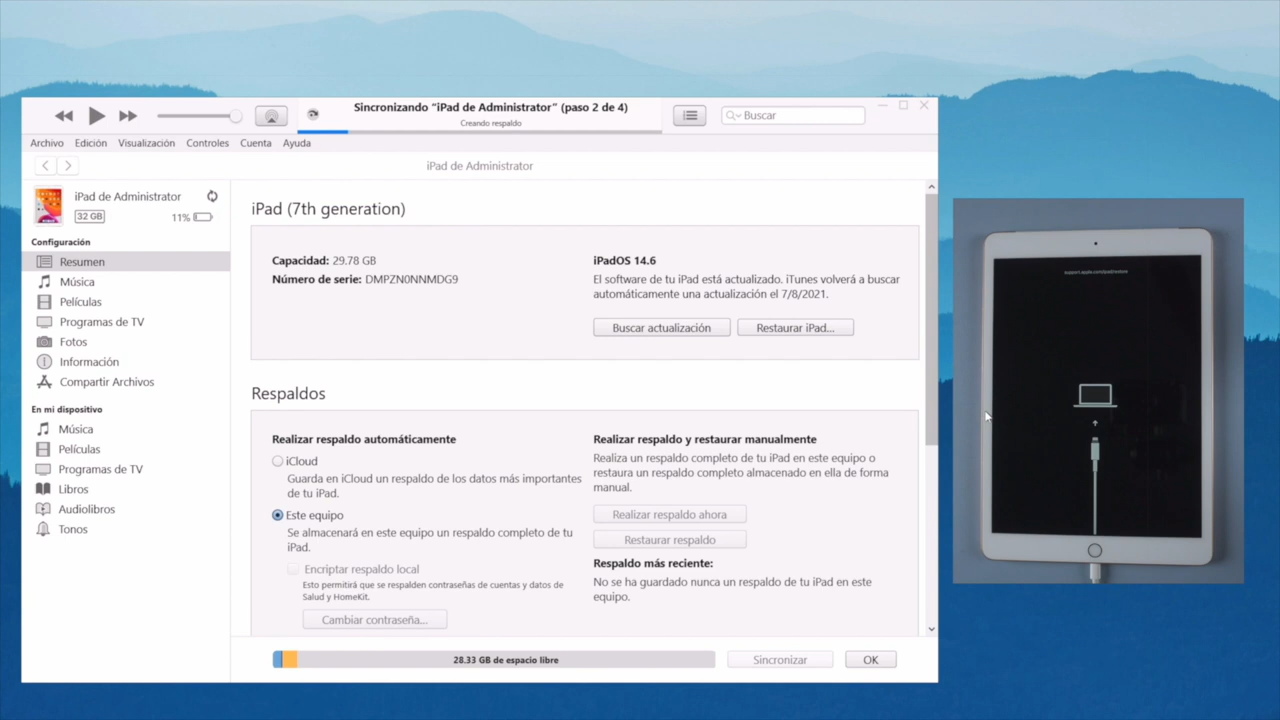 Sincronizando “iPad de Administrator” (paso 2 de 4)
Creando respaldo
Buscar
Archivo Edición Visualización Controles Cuenta Ayuda
iPad de Administrator
iPad de Administrator
32 GB
11%
Configuración
Resumen
Música
Películas
Programas de TV
Fotos
Información
Compartir Archivos
En mi dispositivo
Música
Películas
Programas de TV
Libros
Audiolibros
Tonos
iPad (7th generation)
Capacidad: 29.78 GB
Número de serie: DMPZN0NNMDG9
iPadOS 14.6
El software de tu iPad está actualizado. iTunes volverá a buscar
automáticamente una actualización el 7/8/2021.
Buscar actualización
Restaurar iPad...
Respaldos
Realizar respaldo automáticamente
iCloud
Guarda en iCloud un respaldo de los datos más importantes
de tu iPad.
Este equipo
Se almacenará en este equipo un respaldo completo de tu
iPad.
Encriptar respaldo local
Esto permitirá que se respalden contraseñas de cuentas y datos de
Salud y HomeKit.
Cambiar contraseña...
Realizar respaldo y restaurar manualmente
Realiza un respaldo completo de tu iPad en este equipo o
restaura un respaldo completo almacenado en ella de forma
manual.
Realizar respaldo ahora
Restaurar respaldo
Respaldo más reciente:
No se ha guardado nunca un respaldo de tu iPad en este
equipo.
28.33 GB de espacio libre
Sincronizar
OK
support.apple.com/ipad/restore